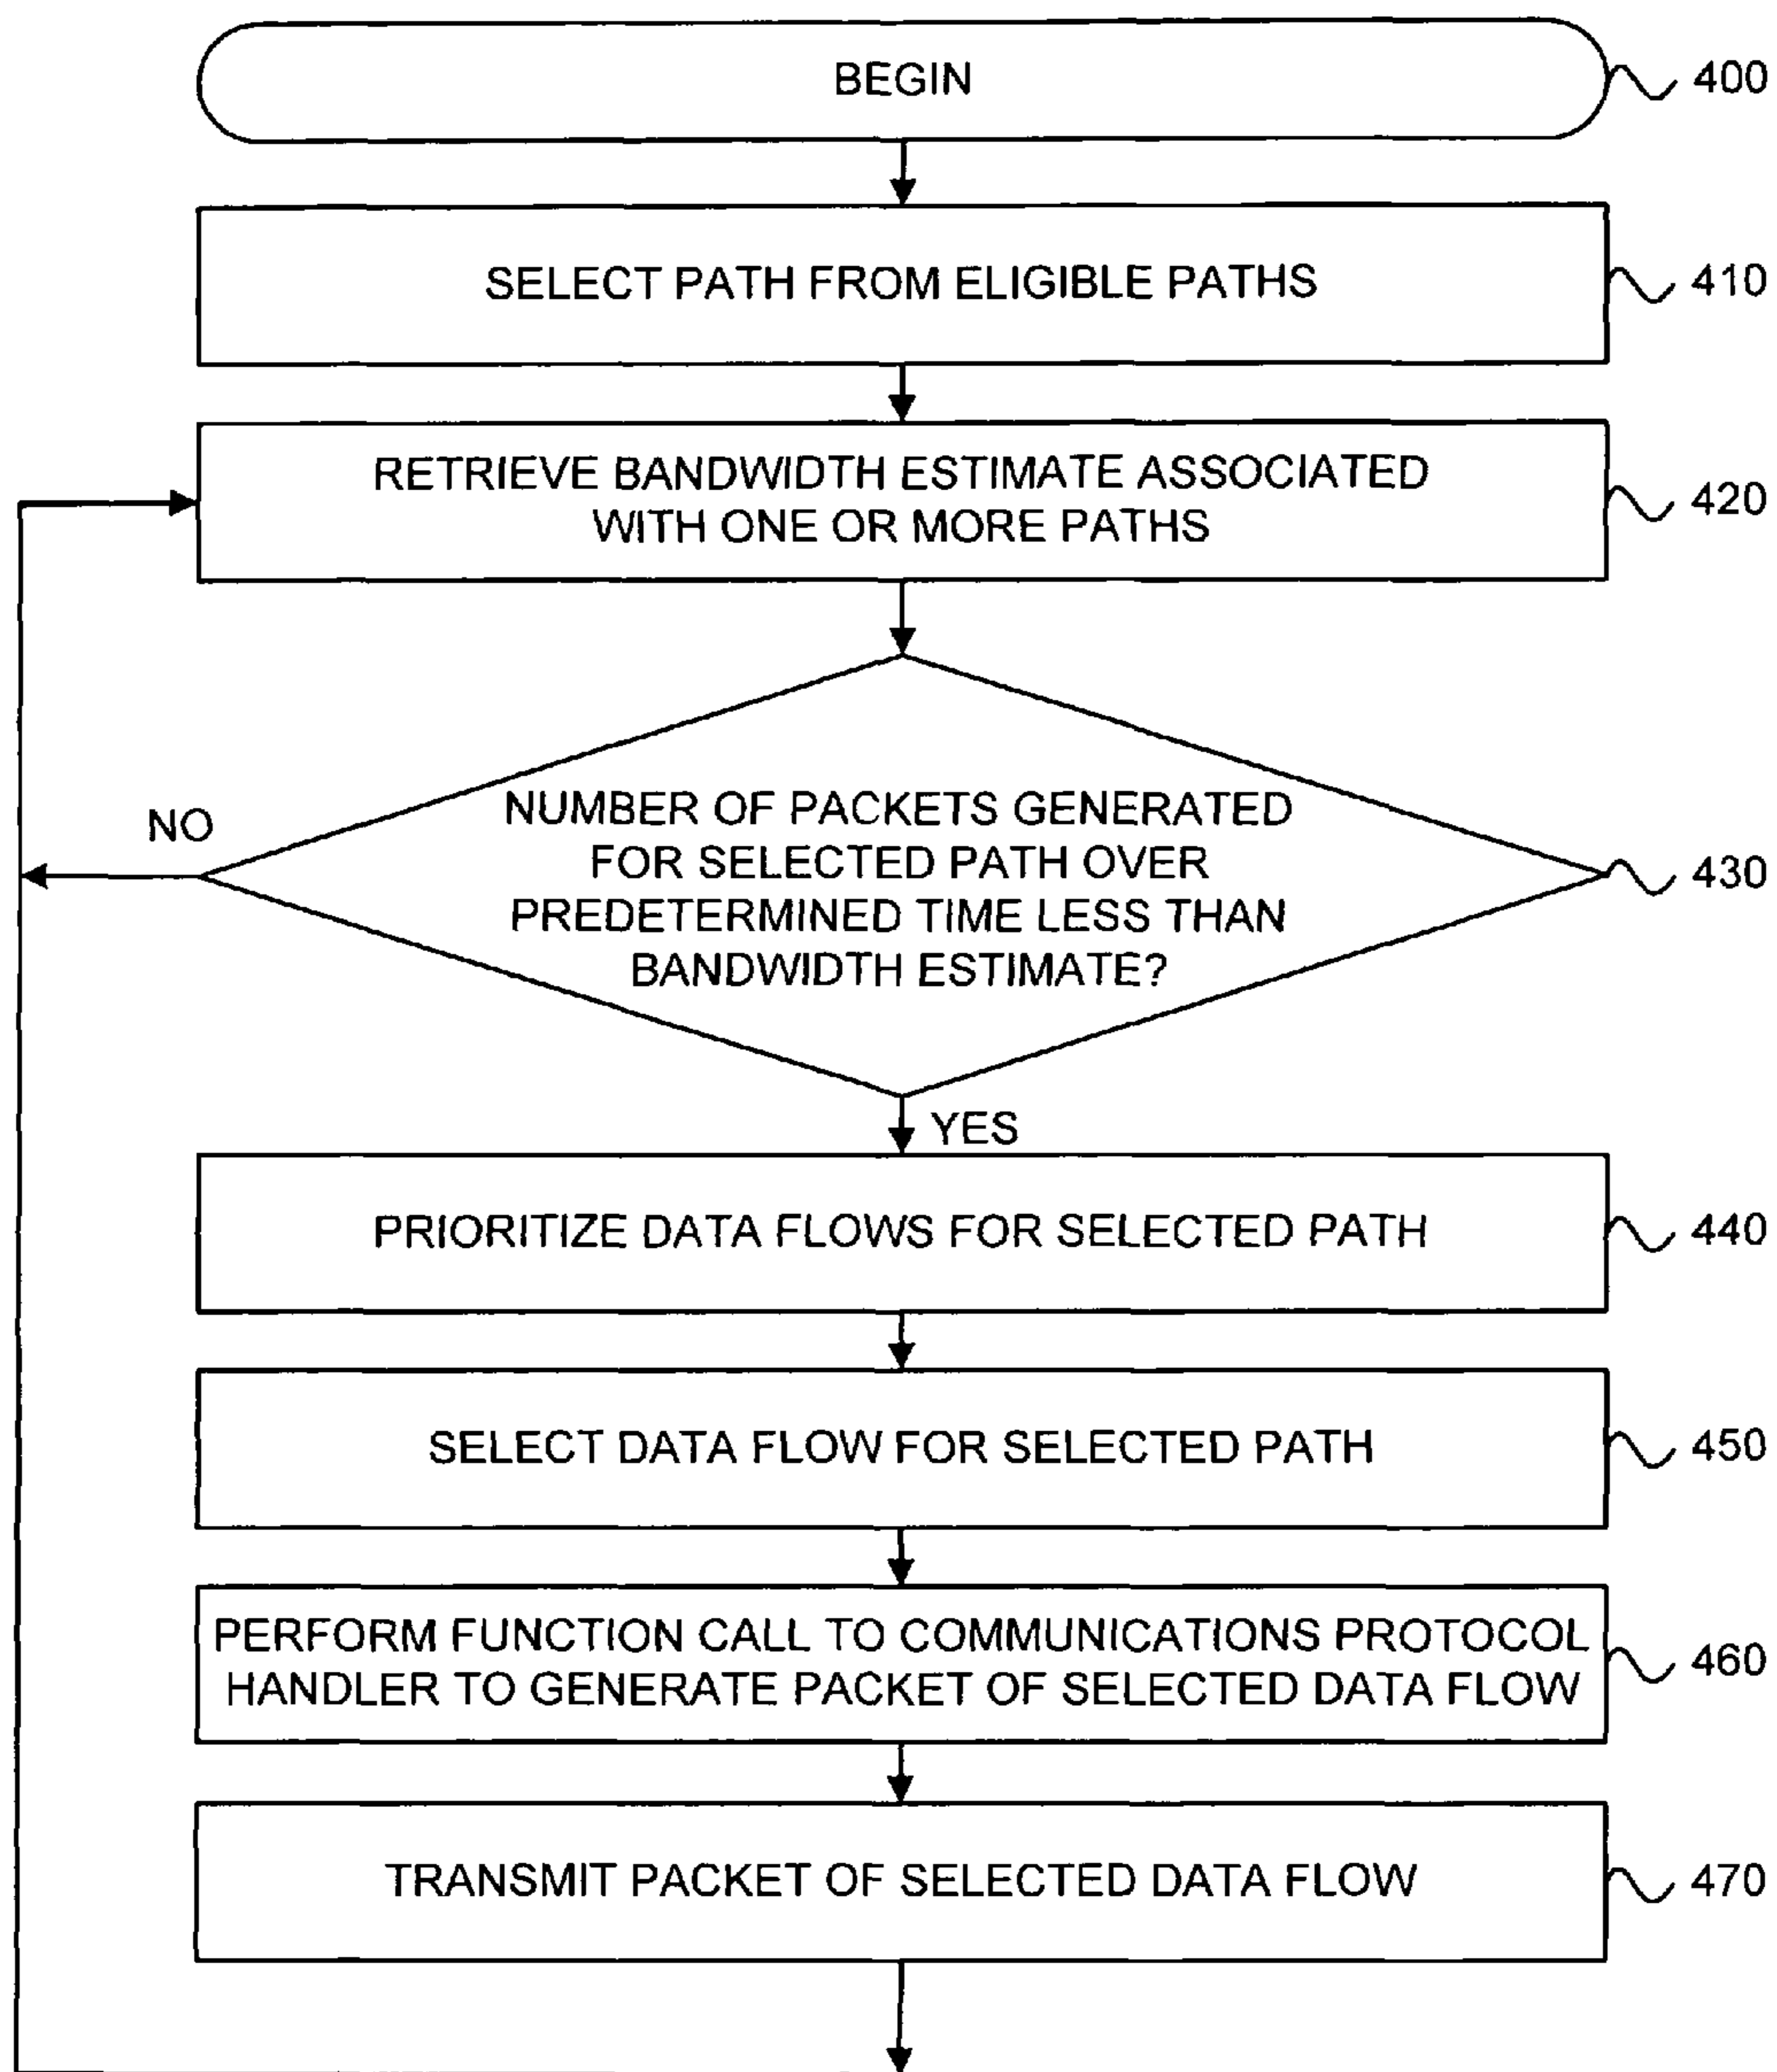 BEGIN
400
SELECT PATH FROM ELIGIBLE PATHS
410
RETRIEVE BANDWIDTH ESTIMATE ASSOCIATED
WITH ONE OR MORE PATHS
420
NO
NUMBER OF PACKETS GENERATED
FOR SELECTED PATH OVER
PREDETERMINED TIME LESS THAN
BANDWIDTH ESTIMATE?
430
YES
PRIORITIZE DATA FLOWS FOR SELECTED PATH
440
SELECT DATA FLOW FOR SELECTED PATH
450
PERFORM FUNCTION CALL TO COMMUNICATIONS PROTOCOL
HANDLER TO GENERATE PACKET OF SELECTED DATA FLOW
460
TRANSMIT PACKET OF SELECTED DATA FLOW
470